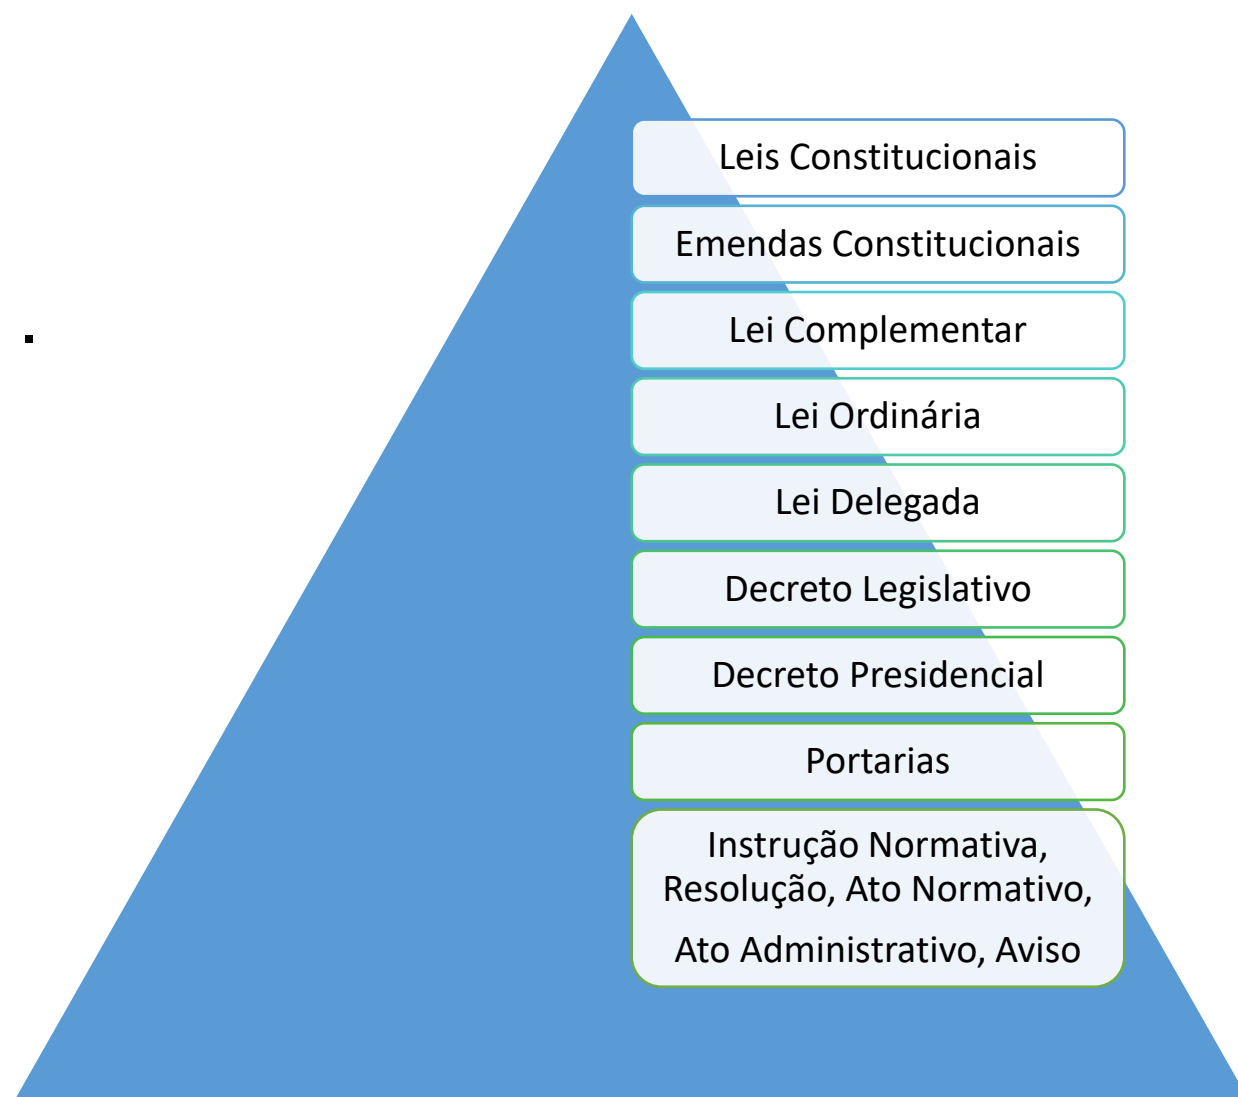 Leis Constitucionais
Emendas Constitucionais
Lei Complementar
Lei Ordinária
Lei Delegada
Decreto Legislativo
Decreto Presidencial
Portarias
Instrução Normativa,
Resolução, Ato Normativo,
Ato Administrativo, Aviso